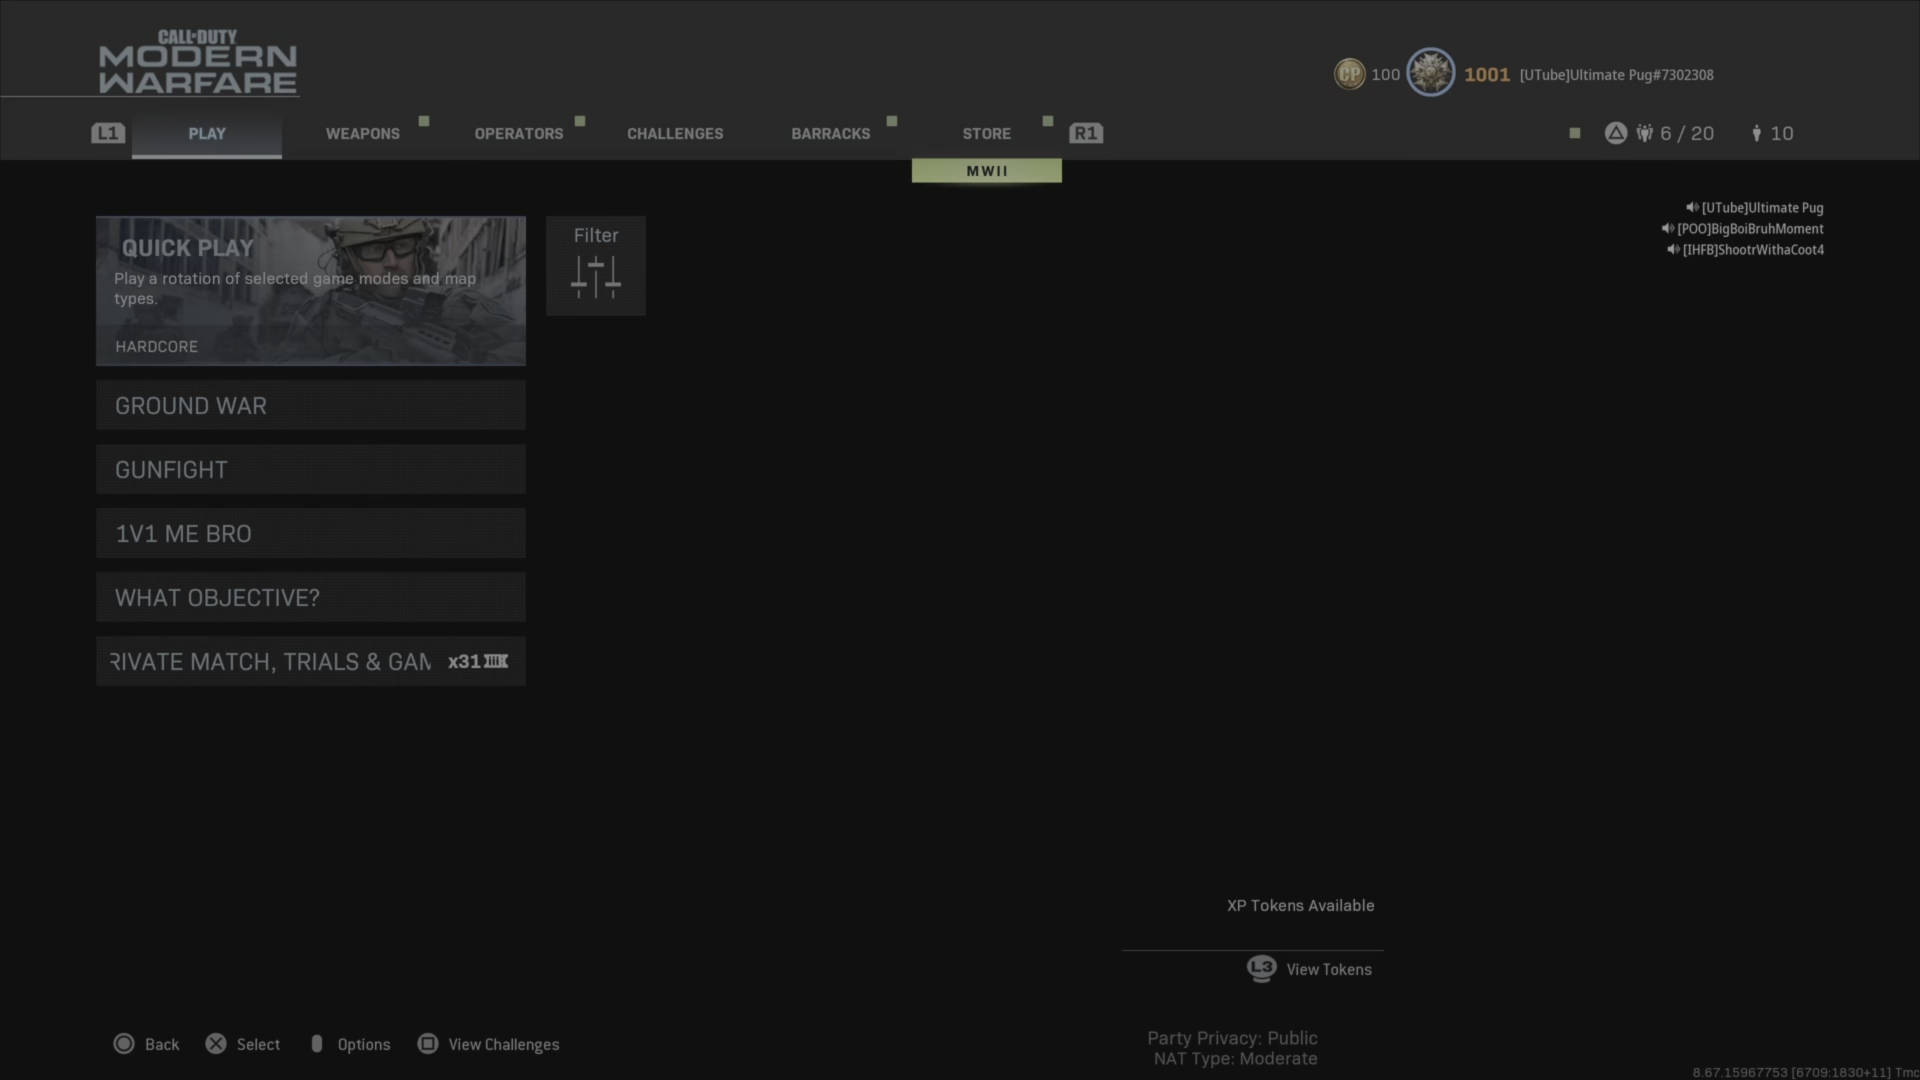 CALL OF DUTY
MODERN
WARFARE
CP 100 1001 [UTube]Ultimate Pug#7302308
L1 PLAY WEAPONS OPERATORS CHALLENGES BARRACKS STORE R1 6 / 20 10
MWII
[UTube]Ultimate Pug
[POO]BigBoiBruhMoment
[IHFB]ShootrWithaCoot4
QUICK PLAY
Play a rotation of selected game modes and map
types.
HARDCORE
Filter
GROUND WAR
GUNFIGHT
1V1 ME BRO
WHAT OBJECTIVE?
RIVATE MATCH, TRIALS & GAM x31
XP Tokens Available
L3 View Tokens
Back Select Options View Challenges
Party Privacy: Public
NAT Type: Moderate
8.67.15967753 [6709:1830+11] Tmc